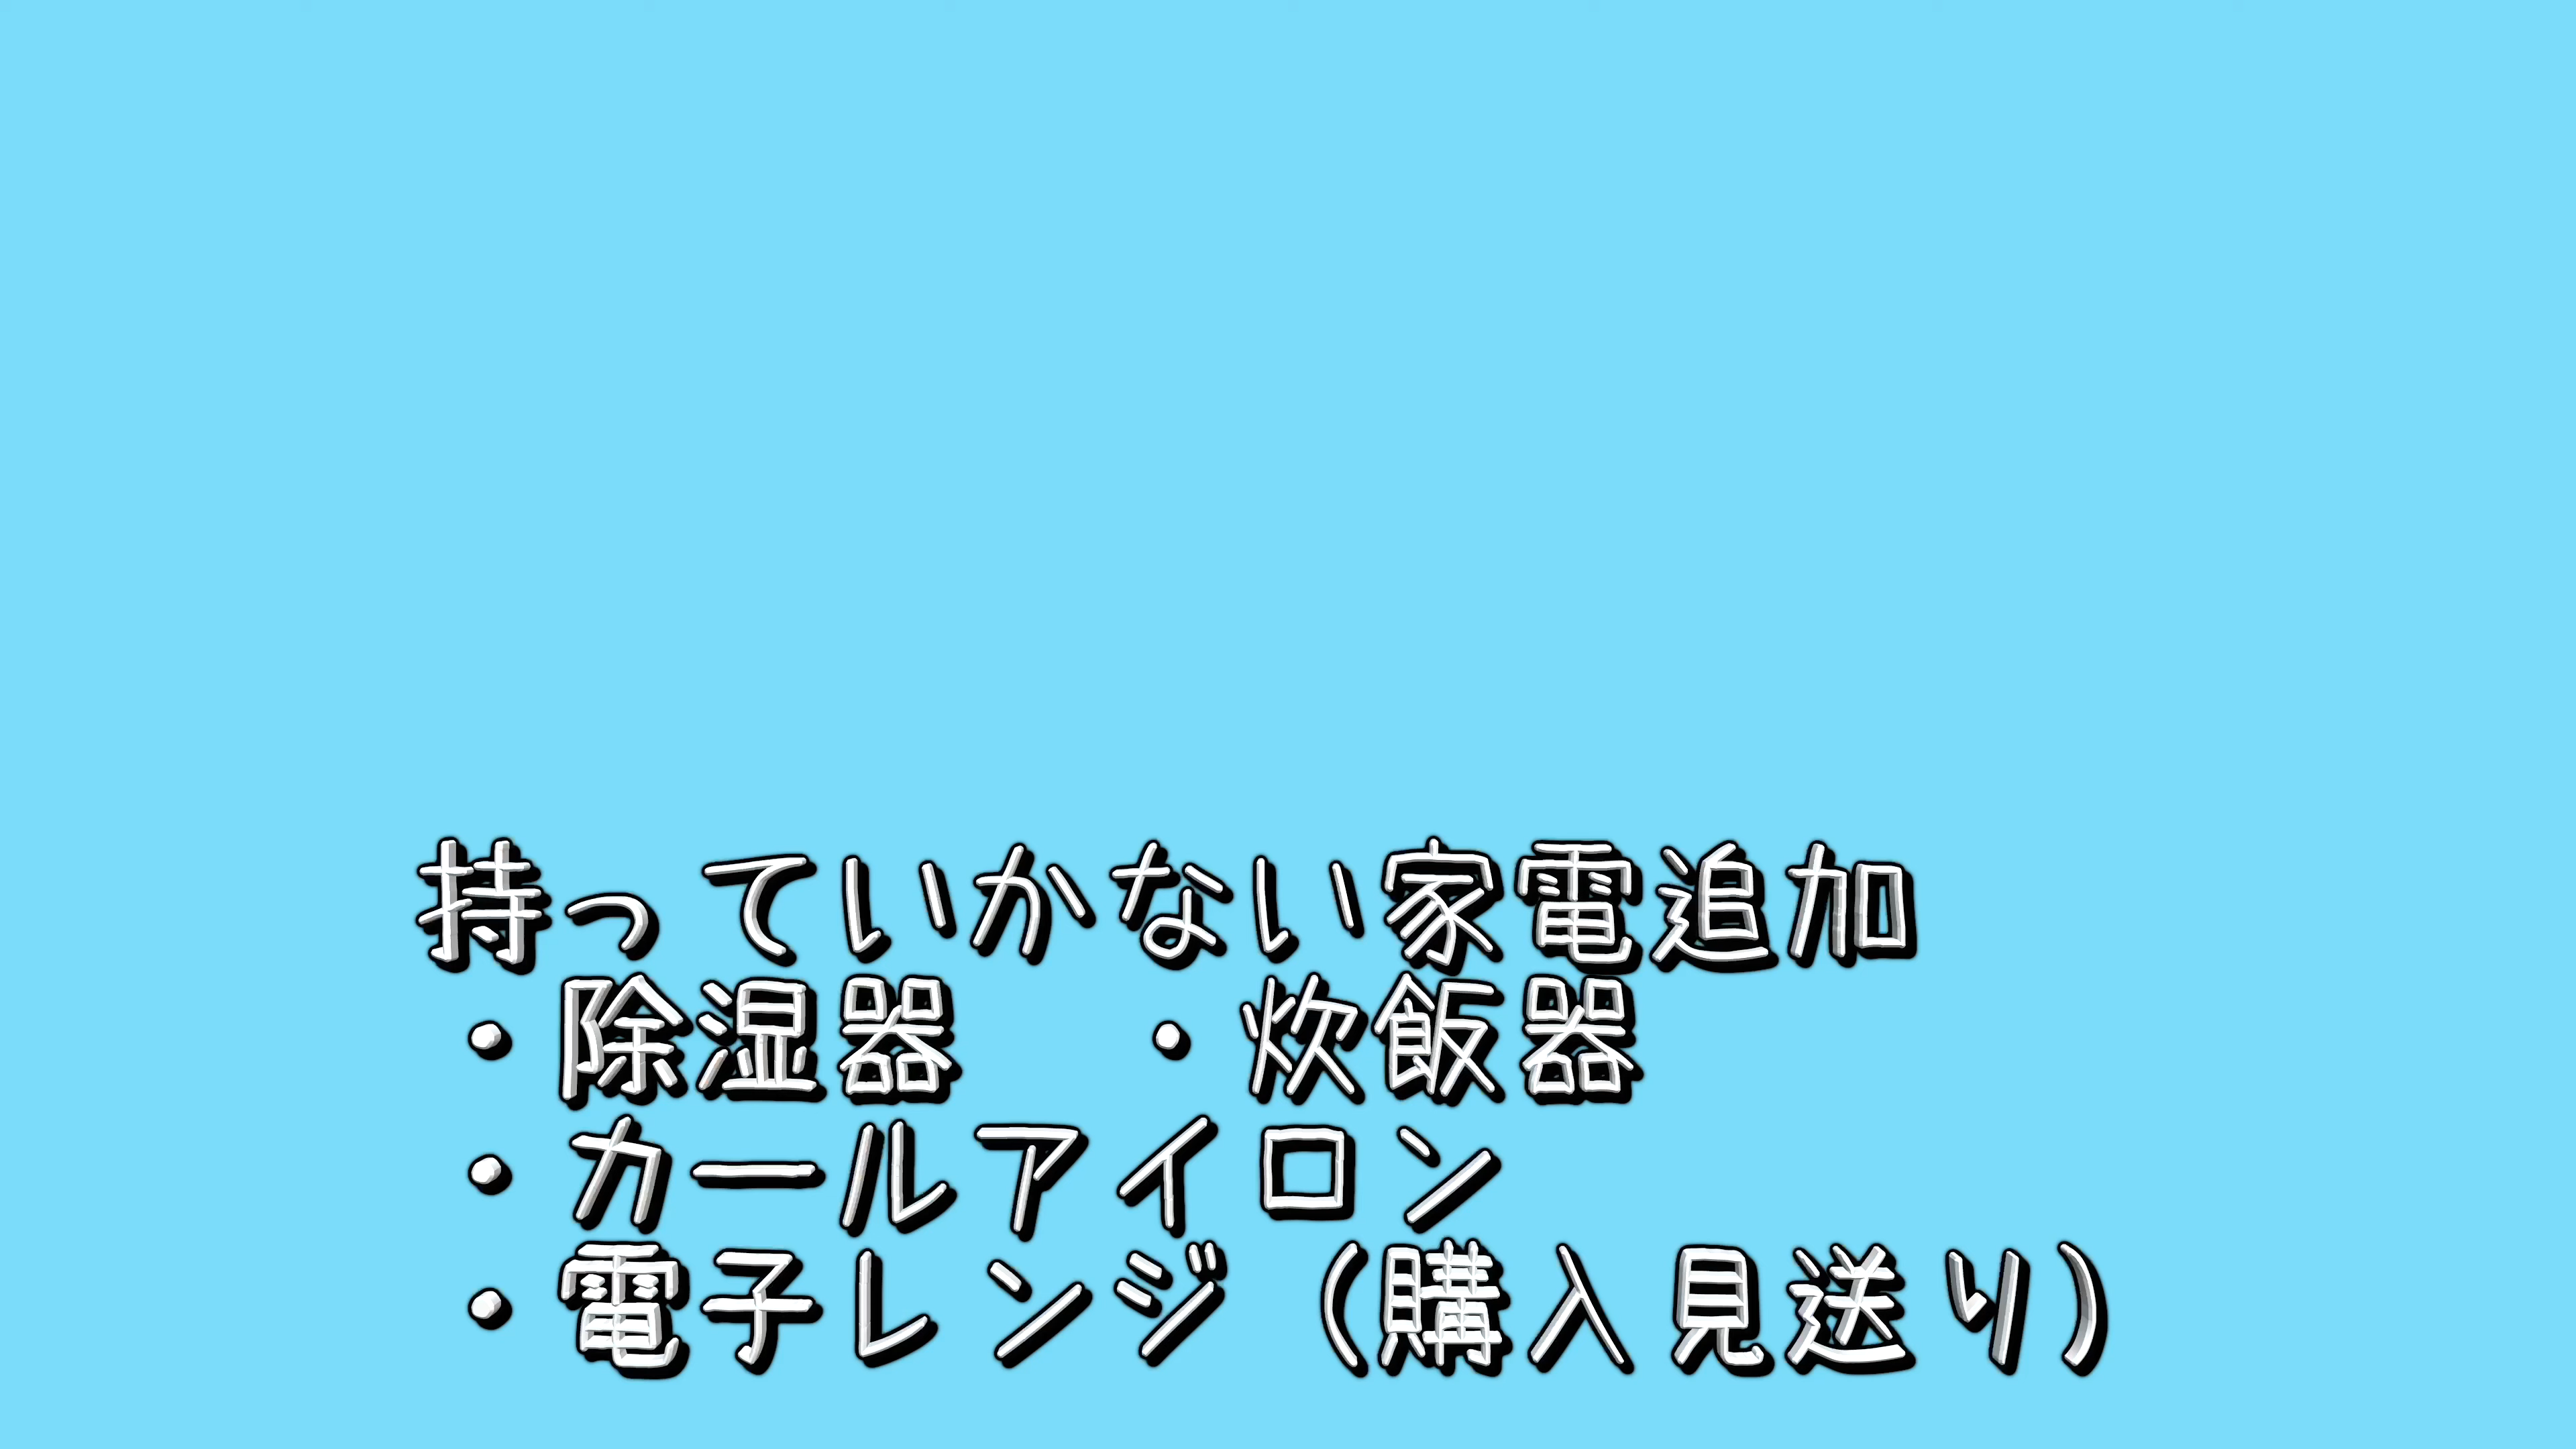 持っていかない家電追加
・除湿器　・炊飯器
・カールアイロン
・電子レンジ（購入見送り）